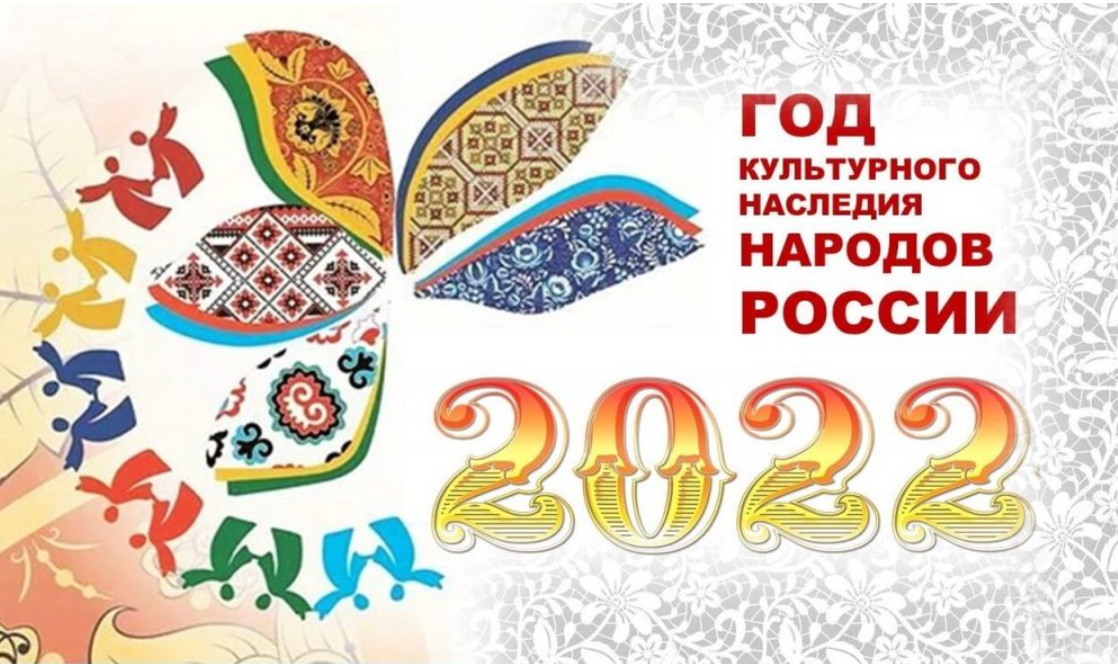 ГОД
КУЛЬТУРНОГО
НАСЛЕДИЯ
НАРОДОВ
РОССИИ
2022